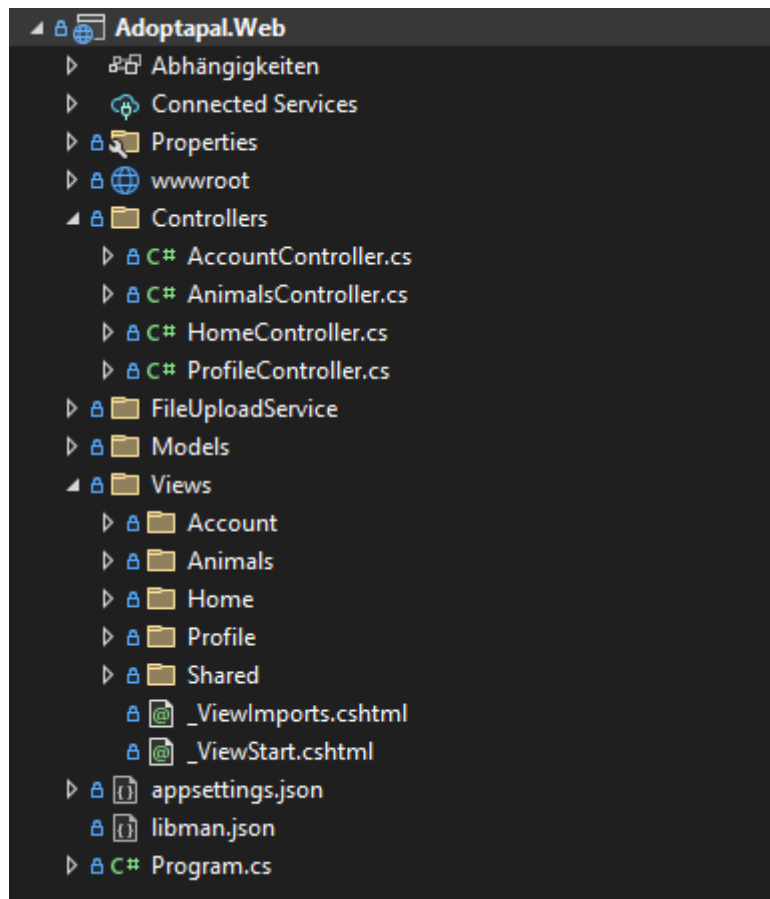 Adoptapal.Web
Abhängigkeiten
Connected Services
Properties
wwwroot
Controllers
C# AccountController.cs
C# AnimalsController.cs
C# HomeController.cs
C# ProfileController.cs
FileUploadService
Models
Views
Account
Animals
Home
Profile
Shared
@ _ViewImports.cshtml
@ _ViewStart.cshtml
{} appsettings.json
{} libman.json
C# Program.cs